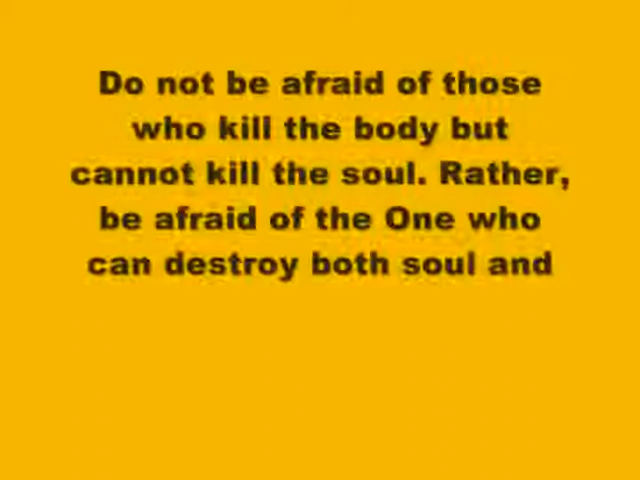 Do not be afraid of those
who kill the body but
cannot kill the soul. Rather,
be afraid of the One who
can destroy both soul and